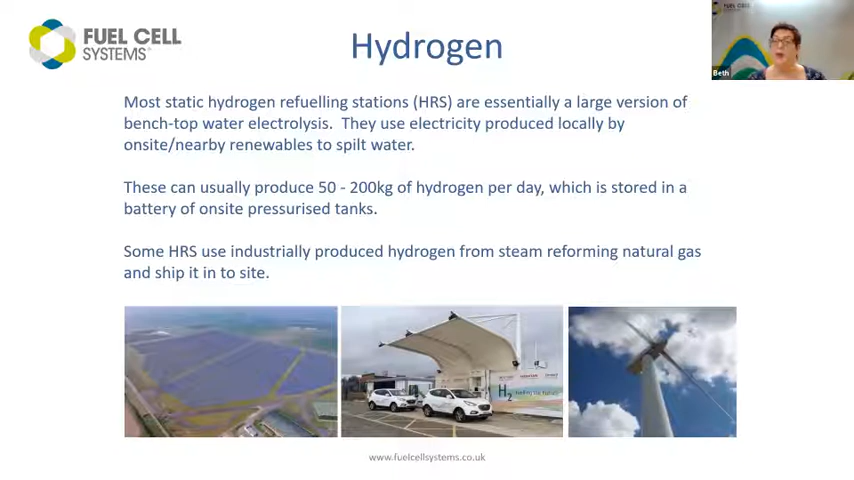 FUEL CELL
SYSTEMS
Hydrogen
Beth
Most static hydrogen refuelling stations (HRS) are essentially a large version of
bench-top water electrolysis.  They use electricity produced locally by
onsite/nearby renewables to spilt water.
These can usually produce 50 - 200kg of hydrogen per day, which is stored in a
battery of onsite pressurised tanks.
Some HRS use industrially produced hydrogen from steam reforming natural gas
and ship it in to site.
H2
www.fuelcellsystems.co.uk